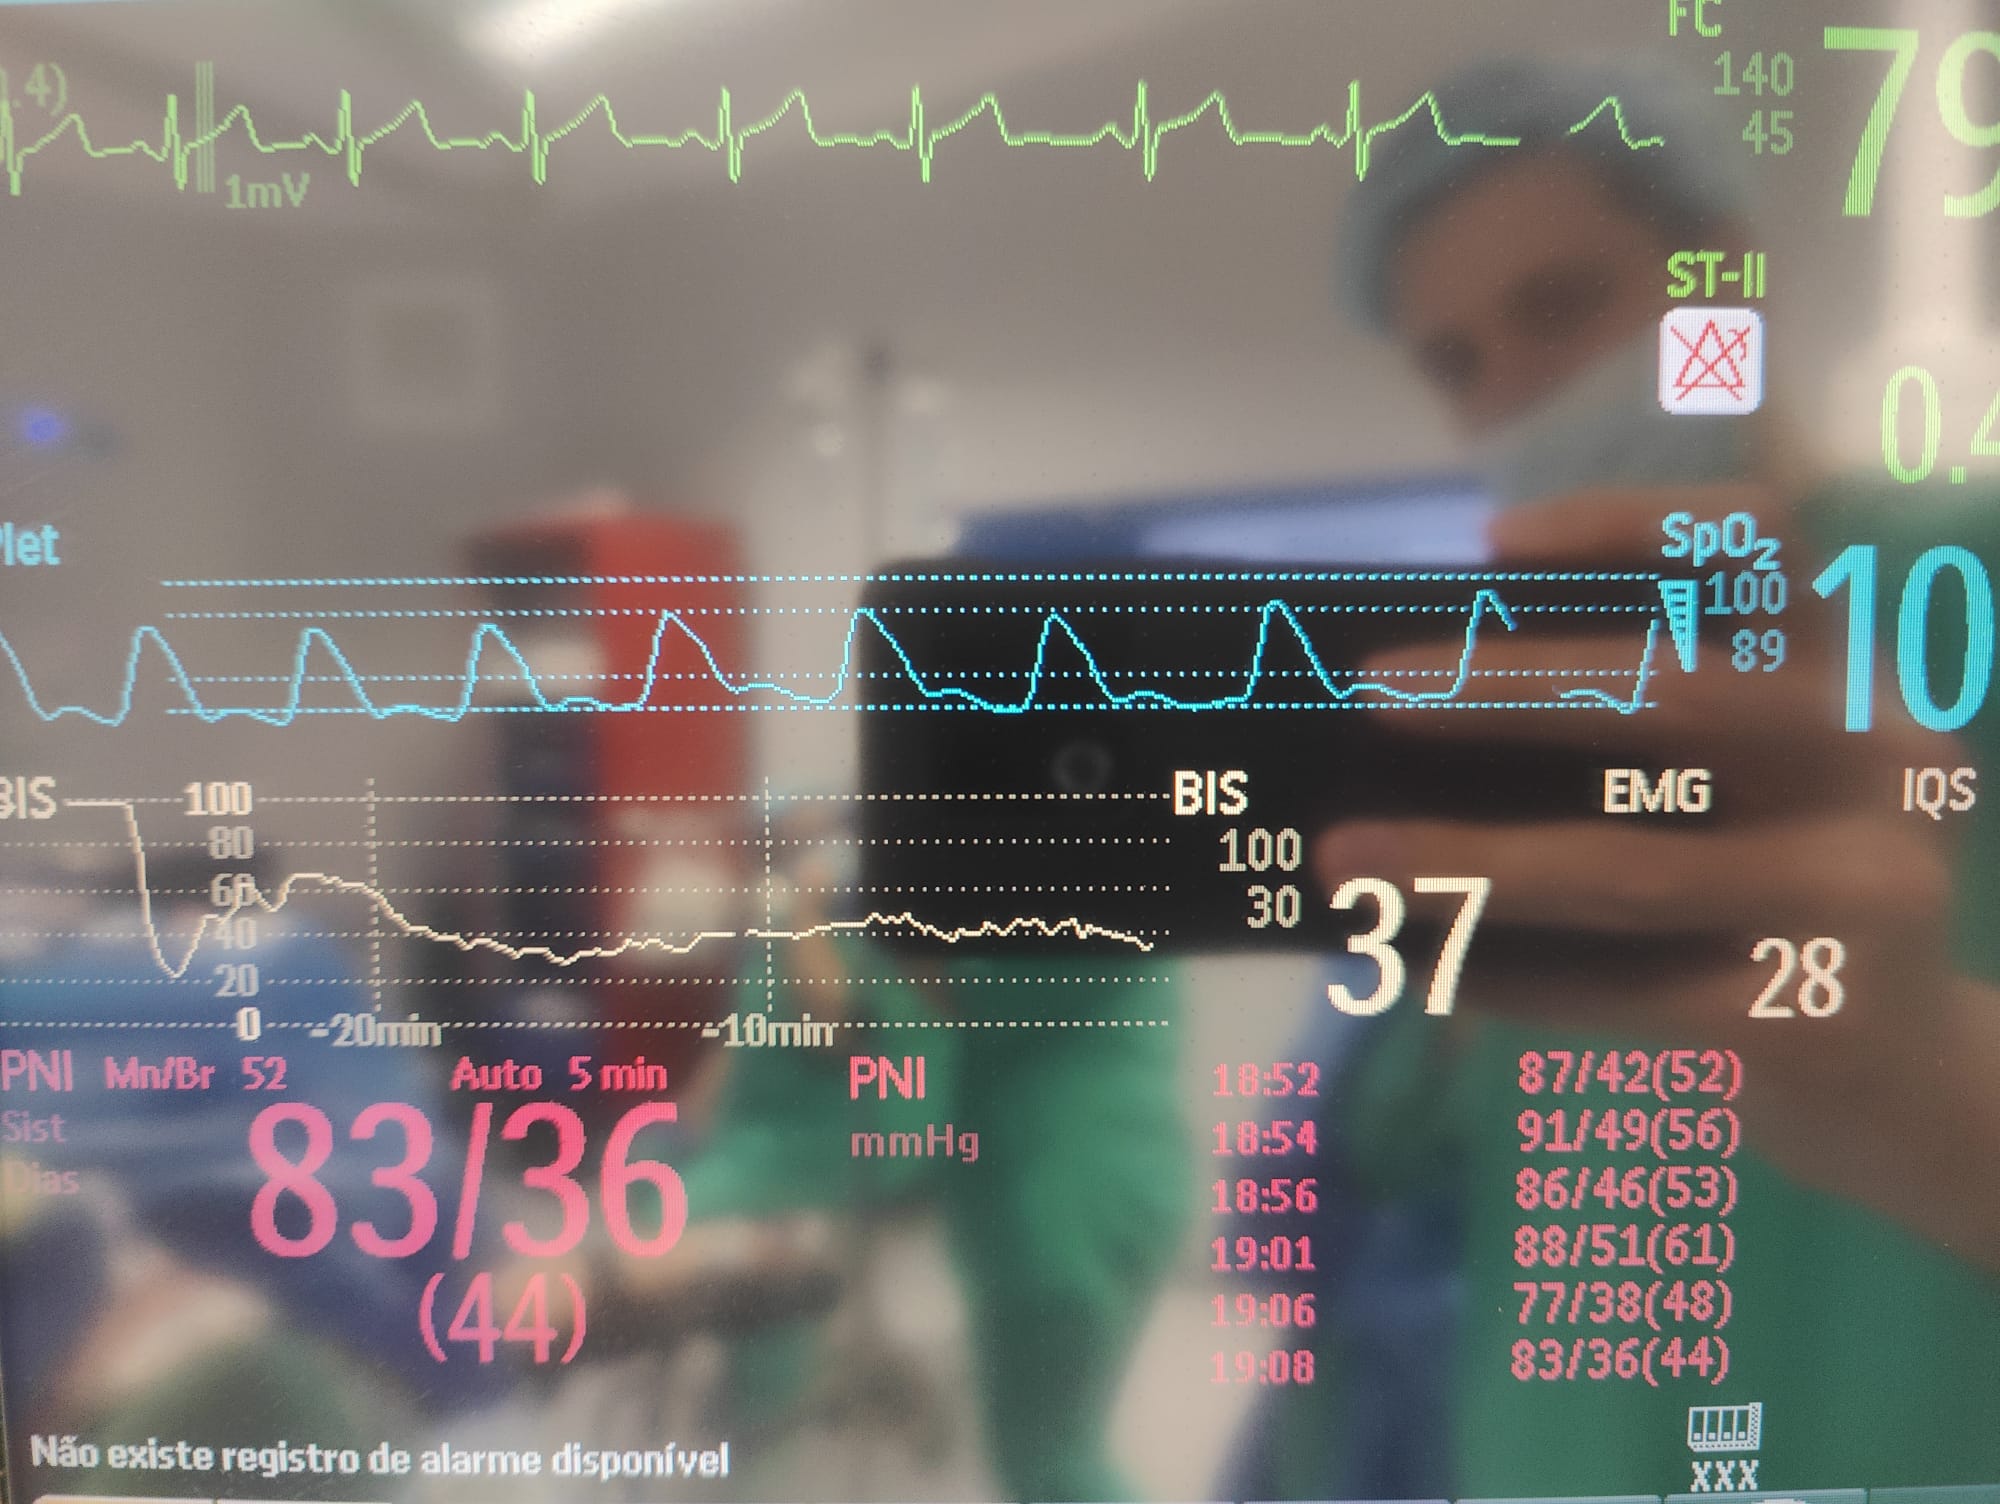 FC
.4)
140
79
45
1mV
ST-II
0.4
Plet
SpO2
100
89
10
BIS
100
80
60
40
20
0
-20min
-10min
BIS
100
30
37
EMG
28
IQS
PNI Mn/Br 52 Auto 5 min
Sist
Dias
83/36
(44)
PNI
mmHg
18:52 87/42(52)
18:54 91/49(56)
18:56 86/46(53)
19:01 88/51(61)
19:06 77/38(48)
19:08 83/36(44)
Não existe registro de alarme disponível
XXX